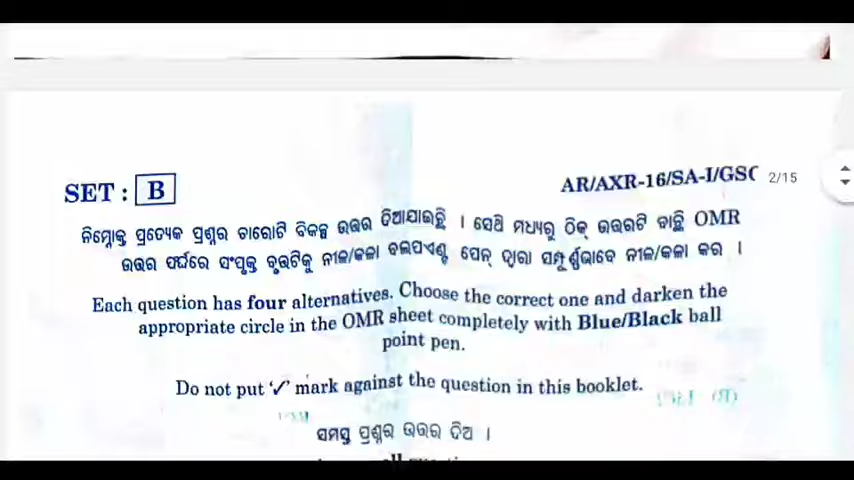 SET : B
AR/AXR-16/SA-I/GSC 2/15
ନିମ୍ନୋକ୍ତ ପ୍ରତ୍ୟେକ ପ୍ରଶ୍ନର ଚାରୋଟି ବିକଳ୍ପ ଉତ୍ତର ଦିଆଯାଇଛି । ସେଥି ମଧ୍ୟରୁ ଠିକ୍ ଉତ୍ତରଟି ବାଛି OMR
ଉତ୍ତର ଫର୍ଦ୍ଦରେ ସଂପୃକ୍ତ ବୃତ୍ତଟିକୁ ନୀଳ/କଳା ବଲପଏଣ୍ଟ ପେନ୍ ଦ୍ୱାରା ସମ୍ପୂର୍ଣ୍ଣଭାବେ ନୀଳ/କଳା କର ।
Each question has four alternatives. Choose the correct one and darken the
appropriate circle in the OMR sheet completely with Blue/Black ball
point pen.
Do not put ‘✓’ mark against the question in this booklet.
ସମସ୍ତ ପ୍ରଶ୍ନର ଉତ୍ତର ଦିଅ ।